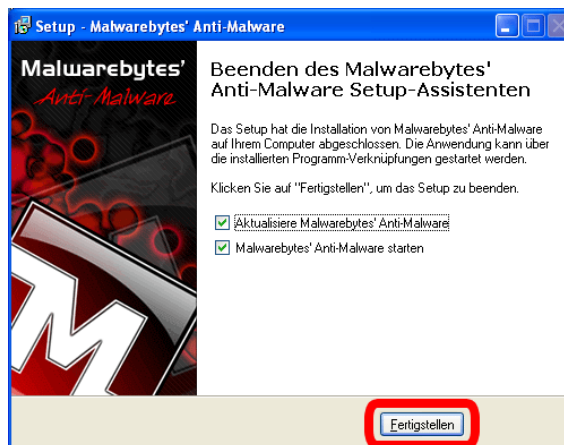 Setup - Malwarebytes' Anti-Malware
Malwarebytes'
Anti-Malware
Beenden des Malwarebytes'
Anti-Malware Setup-Assistenten
Das Setup hat die Installation von Malwarebytes' Anti-Malware
auf Ihrem Computer abgeschlossen. Die Anwendung kann über
die installierten Programm-Verknüpfungen gestartet werden.
Klicken Sie auf "Fertigstellen", um das Setup zu beenden.
Aktualisiere Malwarebytes' Anti-Malware
Malwarebytes' Anti-Malware starten
Fertigstellen